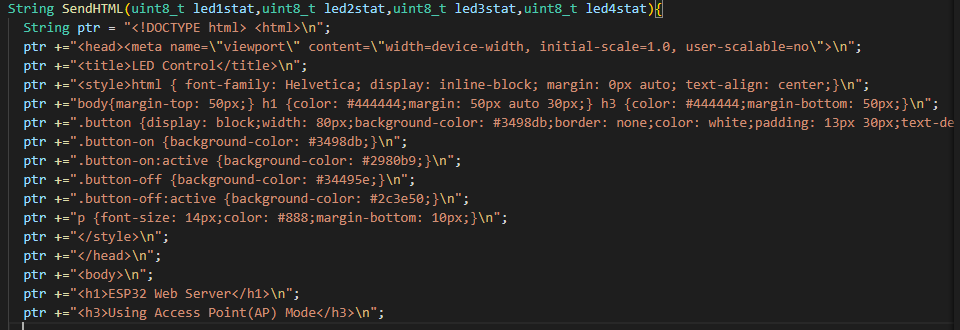 String SendHTML(uint8_t led1stat,uint8_t led2stat,uint8_t led3stat,uint8_t led4stat){
String ptr = "<!DOCTYPE html> <html>\n";
ptr +="<head><meta name=\"viewport\" content=\"width=device-width, initial-scale=1.0, user-scalable=no\">\n";
ptr +="<title>LED Control</title>\n";
ptr +="<style>html { font-family: Helvetica; display: inline-block; margin: 0px auto; text-align: center;}\n";
ptr +="body{margin-top: 50px;} h1 {color: #444444;margin: 50px auto 30px;} h3 {color: #444444;margin-bottom: 50px;}\n";
ptr +=".button {display: block;width: 80px;background-color: #3498db;border: none;color: white;padding: 13px 30px;text-de
ptr +=".button-on {background-color: #3498db;}\n";
ptr +=".button-on:active {background-color: #2980b9;}\n";
ptr +=".button-off {background-color: #34495e;}\n";
ptr +=".button-off:active {background-color: #2c3e50;}\n";
ptr +="p {font-size: 14px;color: #888;margin-bottom: 10px;}\n";
ptr +="</style>\n";
ptr +="</head>\n";
ptr +="<body>\n";
ptr +="<h1>ESP32 Web Server</h1>\n";
ptr +="<h3>Using Access Point(AP) Mode</h3>\n";